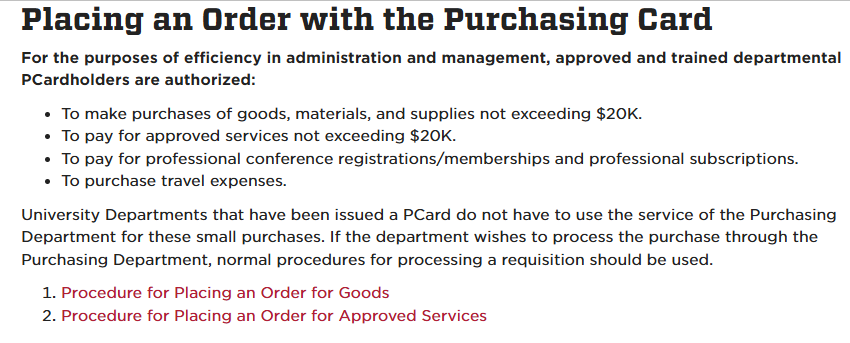 Placing an Order with the Purchasing Card
For the purposes of efficiency in administration and management, approved and trained departmental
PCardholders are authorized:
• To make purchases of goods, materials, and supplies not exceeding $20K.
• To pay for approved services not exceeding $20K.
• To pay for professional conference registrations/memberships and professional subscriptions.
• To purchase travel expenses.
University Departments that have been issued a PCard do not have to use the service of the Purchasing
Department for these small purchases. If the department wishes to process the purchase through the
Purchasing Department, normal procedures for processing a requisition should be used.
1. Procedure for Placing an Order for Goods
2. Procedure for Placing an Order for Approved Services